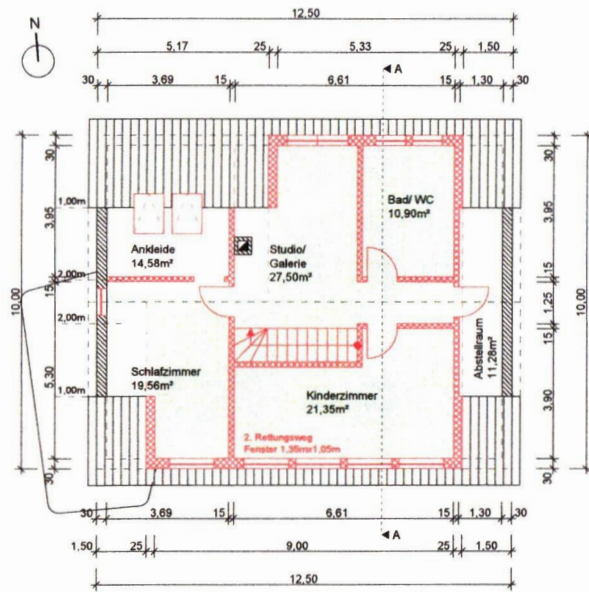 12,50
N
5,17 25 5,33 25 1,50
A
30 3,69 15 6,61 15 1,30 30
30 30
1,00m
Bad/ WC
10,90m²
3,95 3,95
Ankleide
14,58m²
Studio/
Galerie
27,50m²
2,00m
10,00 15 15 10,00
1,25
2,00m
15
Abstellraum
11,28m²
Schlafzimmer
19,56m²
5,30
1,00m
Kinderzimmer
21,35m²
3,90
2. Rettungsweg
Fenster 1,35mx1,05m
30 30
30 3,69 15 6,61 15 1,30 30
A
1,50 25 9,00 25 1,50
12,50